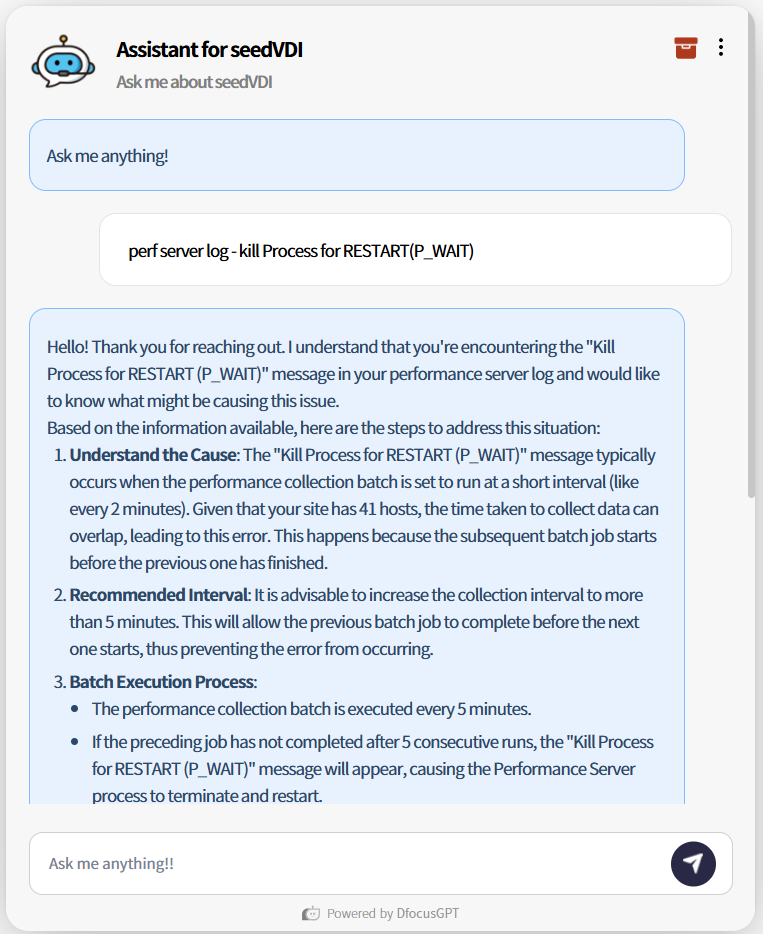 Assistant for seedVDI
Ask me about seedVDI
Ask me anything!
perf server log - kill Process for RESTART(P_WAIT)
Hello! Thank you for reaching out. I understand that you're encountering the "Kill
Process for RESTART (P_WAIT)" message in your performance server log and would like
to know what might be causing this issue.
Based on the information available, here are the steps to address this situation:
1. Understand the Cause: The "Kill Process for RESTART (P_WAIT)" message typically
occurs when the performance collection batch is set to run at a short interval (like
every 2 minutes). Given that your site has 41 hosts, the time taken to collect data can
overlap, leading to this error. This happens because the subsequent batch job starts
before the previous one has finished.
2. Recommended Interval: It is advisable to increase the collection interval to more
than 5 minutes. This will allow the previous batch job to complete before the next
one starts, thus preventing the error from occurring.
3. Batch Execution Process:
• The performance collection batch is executed every 5 minutes.
• If the preceding job has not completed after 5 consecutive runs, the "Kill Process
for RESTART (P_WAIT)" message will appear, causing the Performance Server
process to terminate and restart.
Ask me anything!!
Powered by DfocusGPT